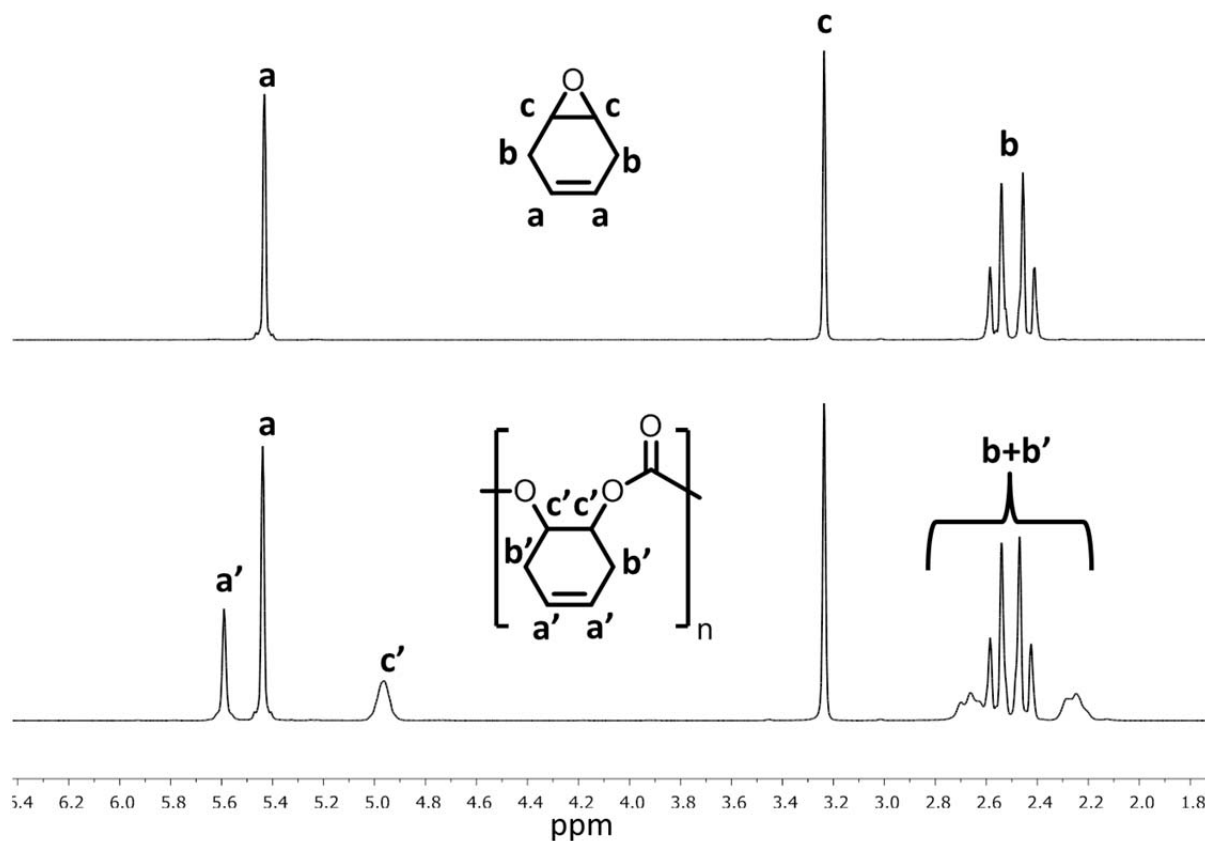 c
a
O
c c
b b
b
a a
a
O
b+b’
O c’ c’ O
b’ b’
a’
a’ a’
n
c’
5.4 6.2 6.0 5.8 5.6 5.4 5.2 5.0 4.8 4.6 4.4 4.2 4.0 3.8 3.6 3.4 3.2 3.0 2.8 2.6 2.4 2.2 2.0 1.8
ppm